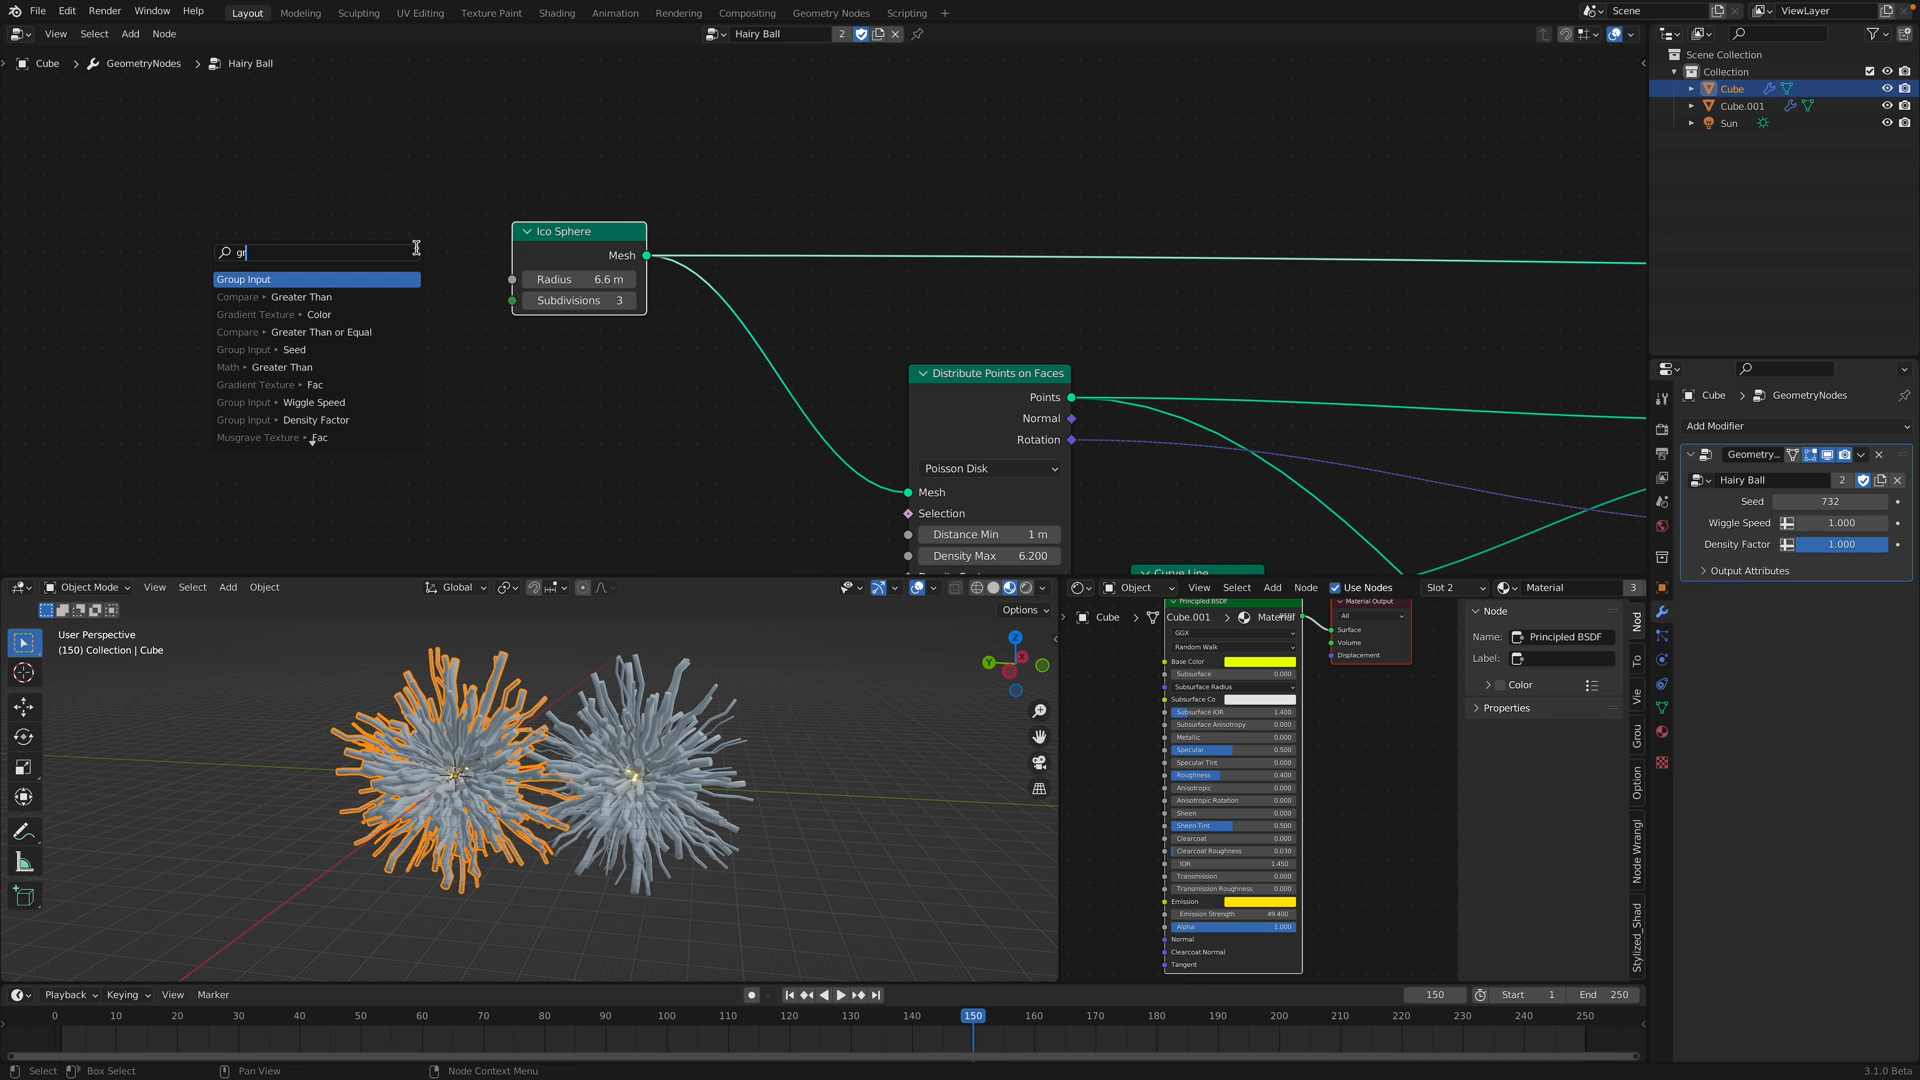 File Edit Render Window Help Layout Modeling Sculpting UV Editing Texture Paint Shading Animation Rendering Compositing Geometry Nodes Scripting + Scene ViewLayer
View Select Add Node Hairy Ball 2
Cube > GeometryNodes > Hairy Ball
Scene Collection
Collection
Cube
Cube.001
Sun
gr
Group Input
Compare ▸ Greater Than
Gradient Texture ▸ Color
Compare ▸ Greater Than or Equal
Group Input ▸ Seed
Math ▸ Greater Than
Gradient Texture ▸ Fac
Group Input ▸ Wiggle Speed
Group Input ▸ Density Factor
Musgrave Texture ▸ Fac
Ico Sphere
Mesh
Radius 6.6 m
Subdivisions 3
Distribute Points on Faces
Points
Normal
Rotation
Poisson Disk
Mesh
Selection
Distance Min 1 m
Density Max 6.200
Curve Line
Cube > GeometryNodes
Add Modifier
Geometry...
Hairy Ball 2
Seed 732
Wiggle Speed 1.000
Density Factor 1.000
Output Attributes
Object Mode View Select Add Object Global
Options
User Perspective
(150) Collection | Cube
Z
X
Y
Object View Select Add Node Use Nodes Slot 2 Material 3
Cube > Cube.001 > Material
Principled BSDF
GGX
Random Walk
Base Color
Subsurface 0.000
Subsurface Radius
Subsurface Co
Subsurface IOR 1.400
Subsurface Anisotropy 0.000
Metallic 0.000
Specular 0.500
Specular Tint 0.000
Roughness 0.400
Anisotropic 0.000
Anisotropic Rotation 0.000
Sheen 0.000
Sheen Tint 0.500
Clearcoat 0.000
Clearcoat Roughness 0.030
IOR 1.450
Transmission 0.000
Transmission Roughness 0.000
Emission
Emission Strength 49.400
Alpha 1.000
Normal
Clearcoat Normal
Tangent
Material Output
All
Surface
Volume
Displacement
Node
Name: Principled BSDF
Label:
Color
Properties
Nod
To
Vie
Grou
Option
Node Wrangl
Stylized_Shad
Playback Keying View Marker 150 Start 1 End 250
0 10 20 30 40 50 60 70 80 90 100 110 120 130 140 150 160 170 180 190 200 210 220 230 240 250
Select Box Select Pan View Node Context Menu 3.1.0 Beta